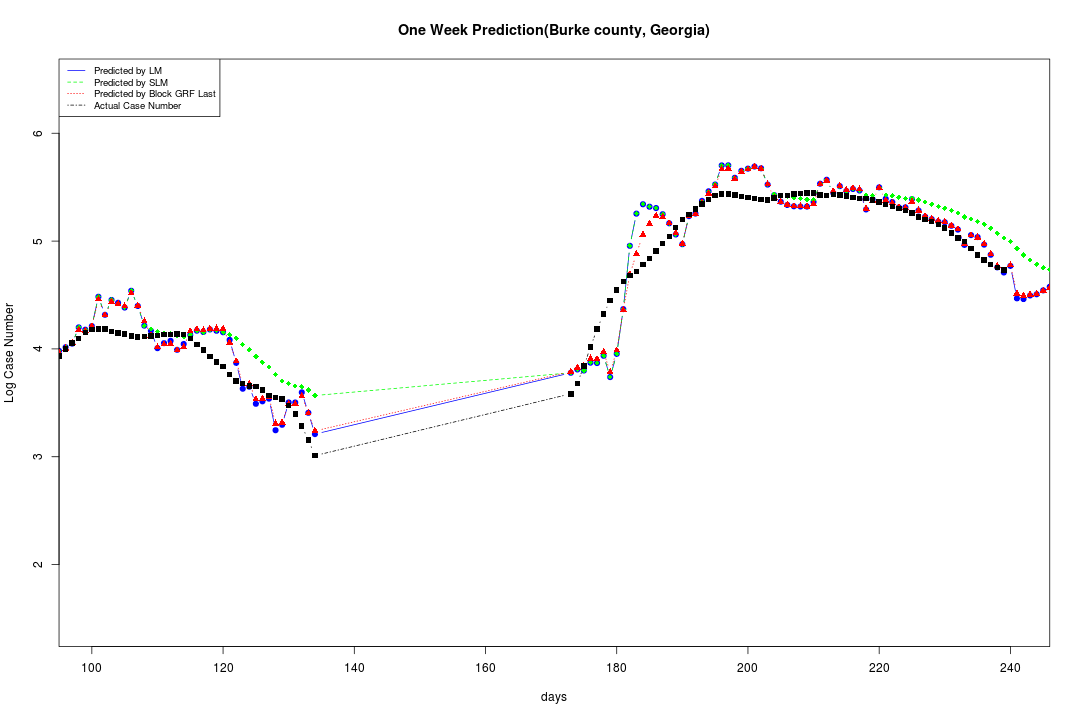 One Week Prediction(Burke county, Georgia)
Predicted by LM
Predicted by SLM
Predicted by Block GRF Last
Actual Case Number
6
5
4
3
2
Log Case Number
100 120 140 160 180 200 220 240
days